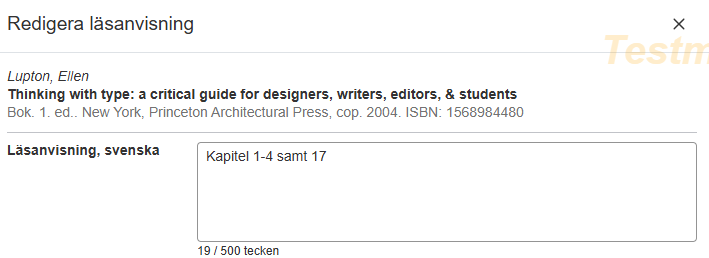 Redigera läsanvisning
Testm
Lupton, Ellen
Thinking with type: a critical guide for designers, writers, editors, & students
Bok. 1. ed.. New York, Princeton Architectural Press, cop. 2004. ISBN: 1568984480
Läsanvisning, svenska
Kapitel 1-4 samt 17
19 / 500 tecken